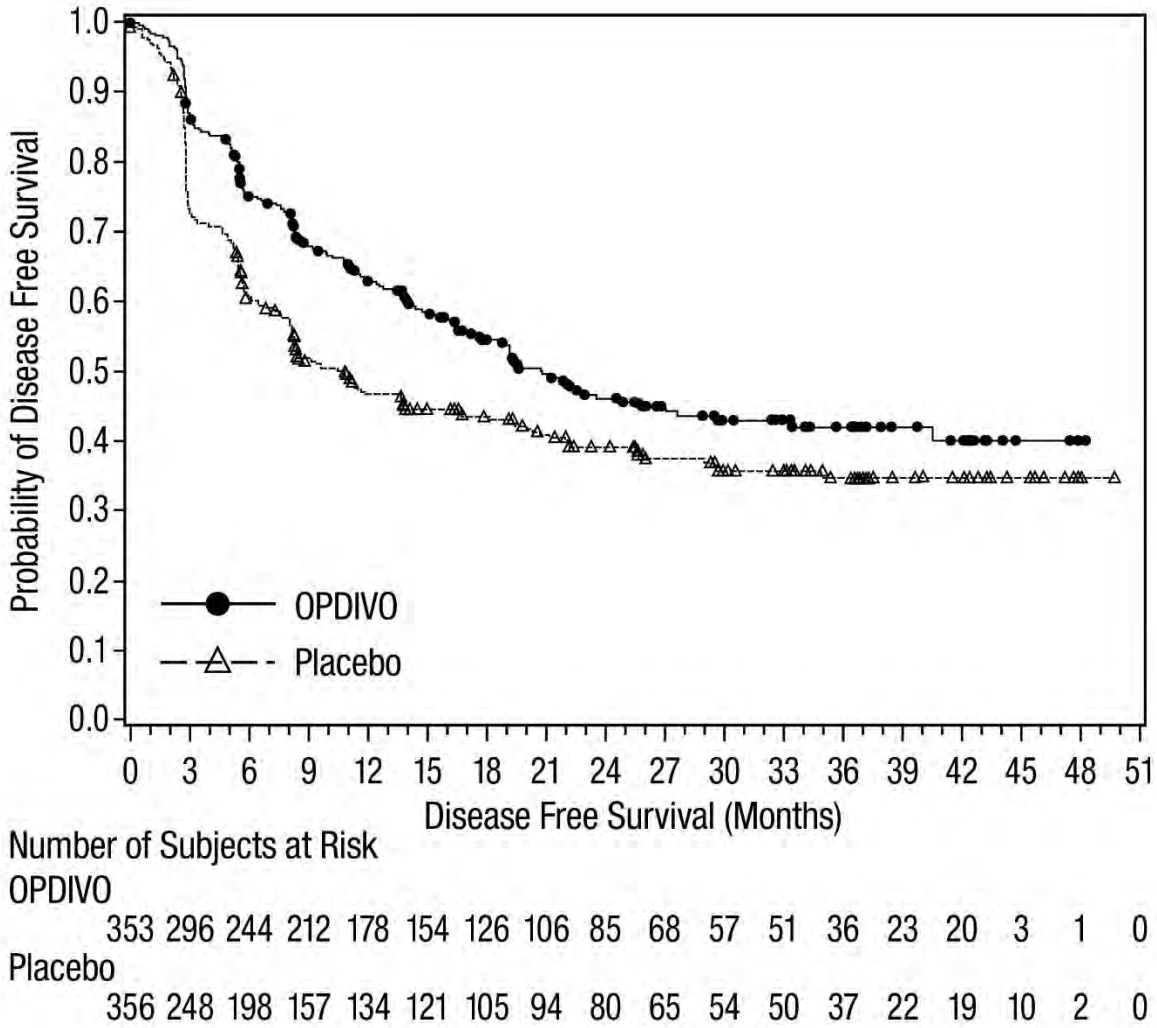 1.0
0.9
0.8
0.7
0.6
0.5
0.4
0.3
0.2
0.1
0.0
Probability of Disease Free Survival
OPDIVO
Placebo
0 3 6 9 12 15 18 21 24 27 30 33 36 39 42 45 48 51
Disease Free Survival (Months)
Number of Subjects at Risk
OPDIVO
353 296 244 212 178 154 126 106 85 68 57 51 36 23 20 3 1 0
Placebo
356 248 198 157 134 121 105 94 80 65 54 50 37 22 19 10 2 0